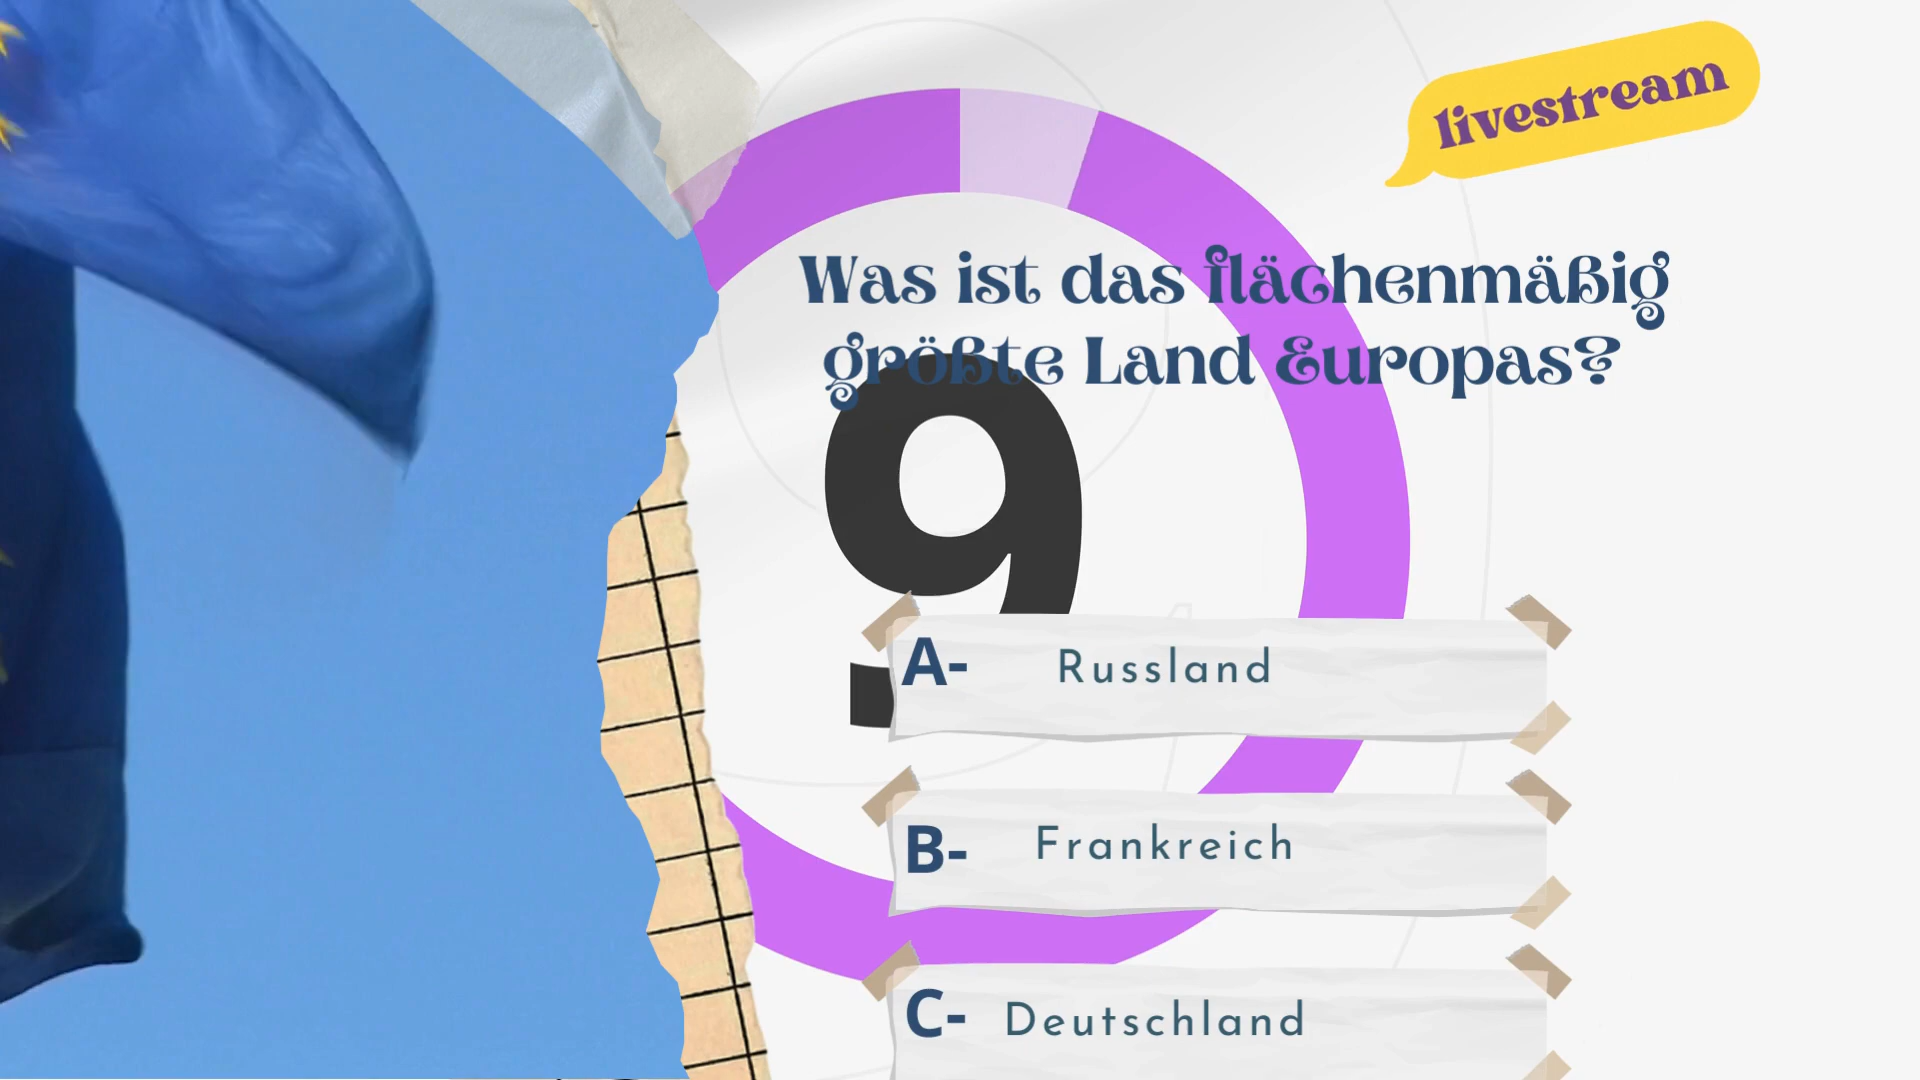 livestream
Was ist das flächenmäßig
größte Land Europas?
9
A- Russland
B- Frankreich
C- Deutschland